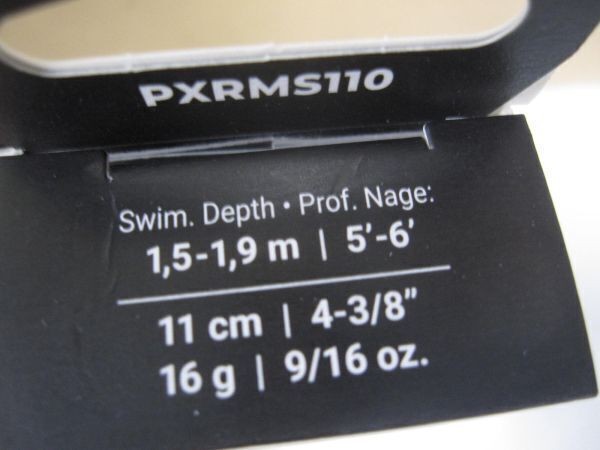 PXRMS110
Swim. Depth • Prof. Nage:
1,5-1,9 m | 5'-6'
11 cm | 4-3/8"
16 g | 9/16 oz.